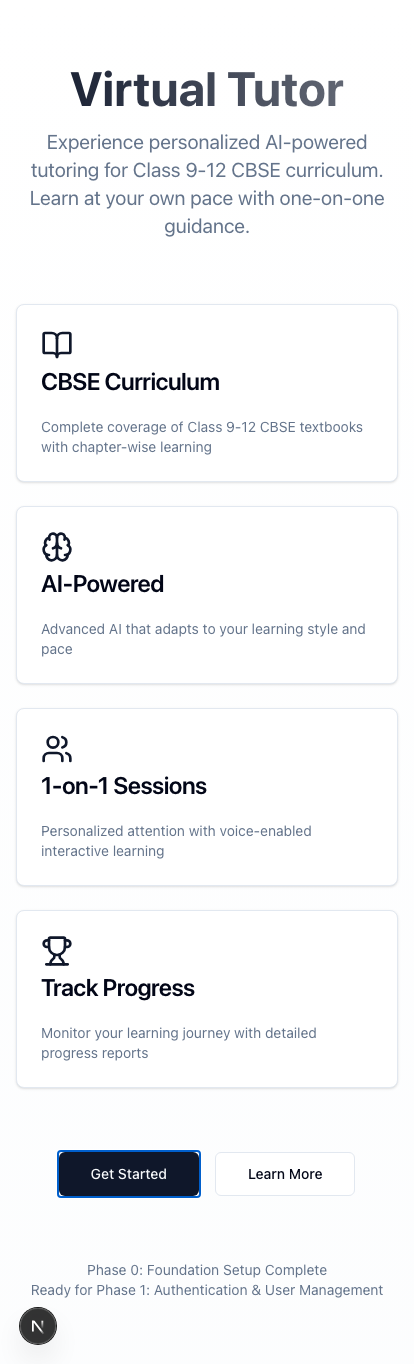 Virtual Tutor
Experience personalized AI-powered
tutoring for Class 9-12 CBSE curriculum.
Learn at your own pace with one-on-one
guidance.
CBSE Curriculum
Complete coverage of Class 9-12 CBSE textbooks
with chapter-wise learning
AI-Powered
Advanced AI that adapts to your learning style and
pace
1-on-1 Sessions
Personalized attention with voice-enabled
interactive learning
Track Progress
Monitor your learning journey with detailed
progress reports
Get Started
Learn More
Phase 0: Foundation Setup Complete
Ready for Phase 1: Authentication & User Management
N